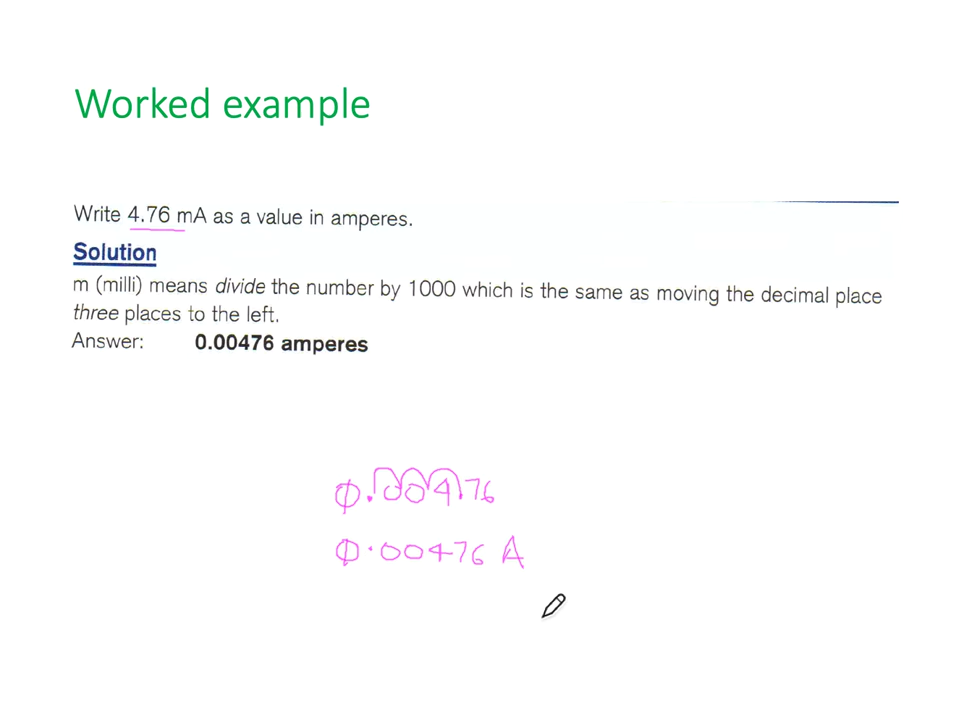 Worked example
Write 4.76 mA as a value in amperes.
Solution
m (milli) means divide the number by 1000 which is the same as moving the decimal place
three places to the left.
Answer: 0.00476 amperes
0.004.76
0.00476 A